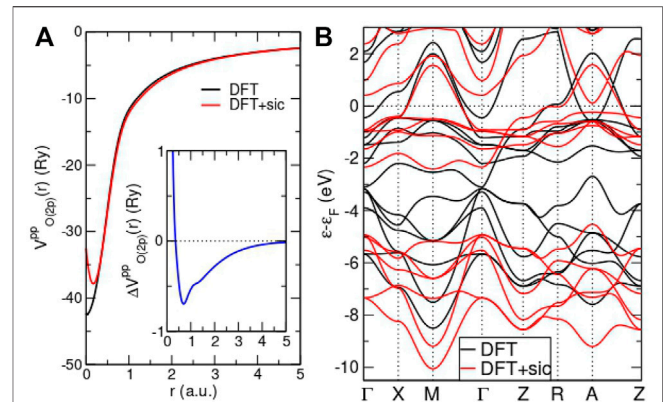 A
B
V^pp_O(2p)(r) (Ry)
0
-10
-20
-30
-40
-50
DFT
DFT+sic
ΔV^pp_O(2p)(r) (Ry)
1
0
-1
0 1 2 3 4 5
0 1 2 3 4 5
r (a.u.)
ε-ε_F (eV)
2
0
-2
-4
-6
-8
-10
DFT
DFT+sic
Γ X M Γ Z R A Z